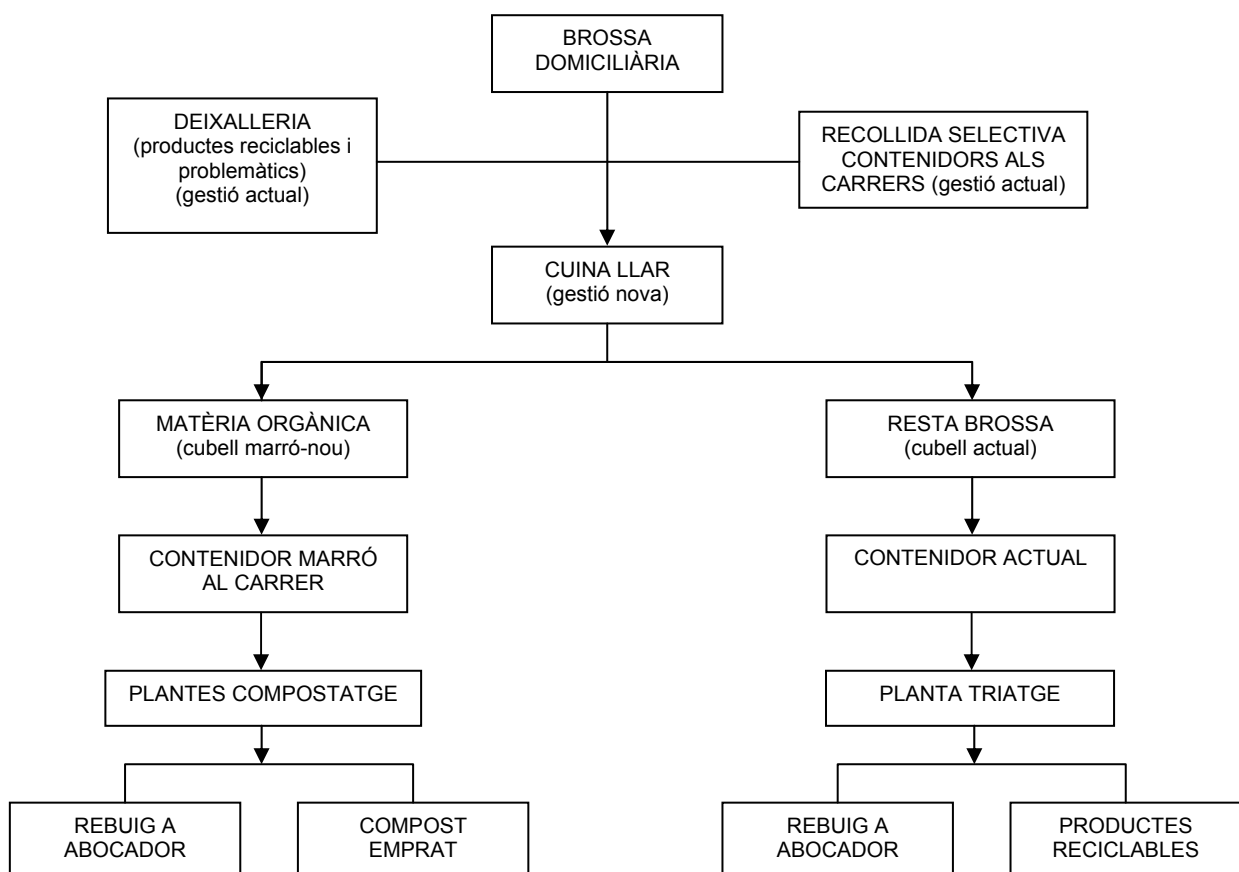 BROSSA
DOMICILIÀRIA
DEIXALLERIA
(productes reciclables i
problemàtics)
(gestió actual)
RECOLLIDA SELECTIVA
CONTENIDORS ALS
CARRERS (gestió actual)
CUINA LLAR
(gestió nova)
MATÈRIA ORGÀNICA
(cubell marró-nou)
RESTA BROSSA
(cubell actual)
CONTENIDOR MARRÓ
AL CARRER
CONTENIDOR ACTUAL
PLANTES COMPOSTATGE
PLANTA TRIATGE
REBUIG A
ABOCADOR
COMPOST
EMPRAT
REBUIG A
ABOCADOR
PRODUCTES
RECICLABLES